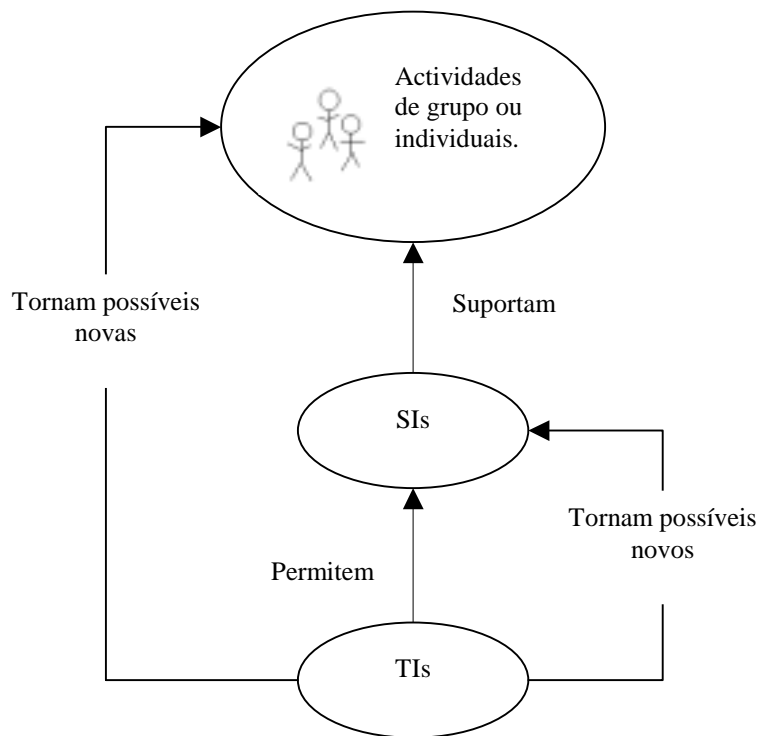 Actividades
de grupo ou
individuais.
Tornam possíveis
novas
Suportam
SIs
Tornam possíveis
novos
Permitem
TIs